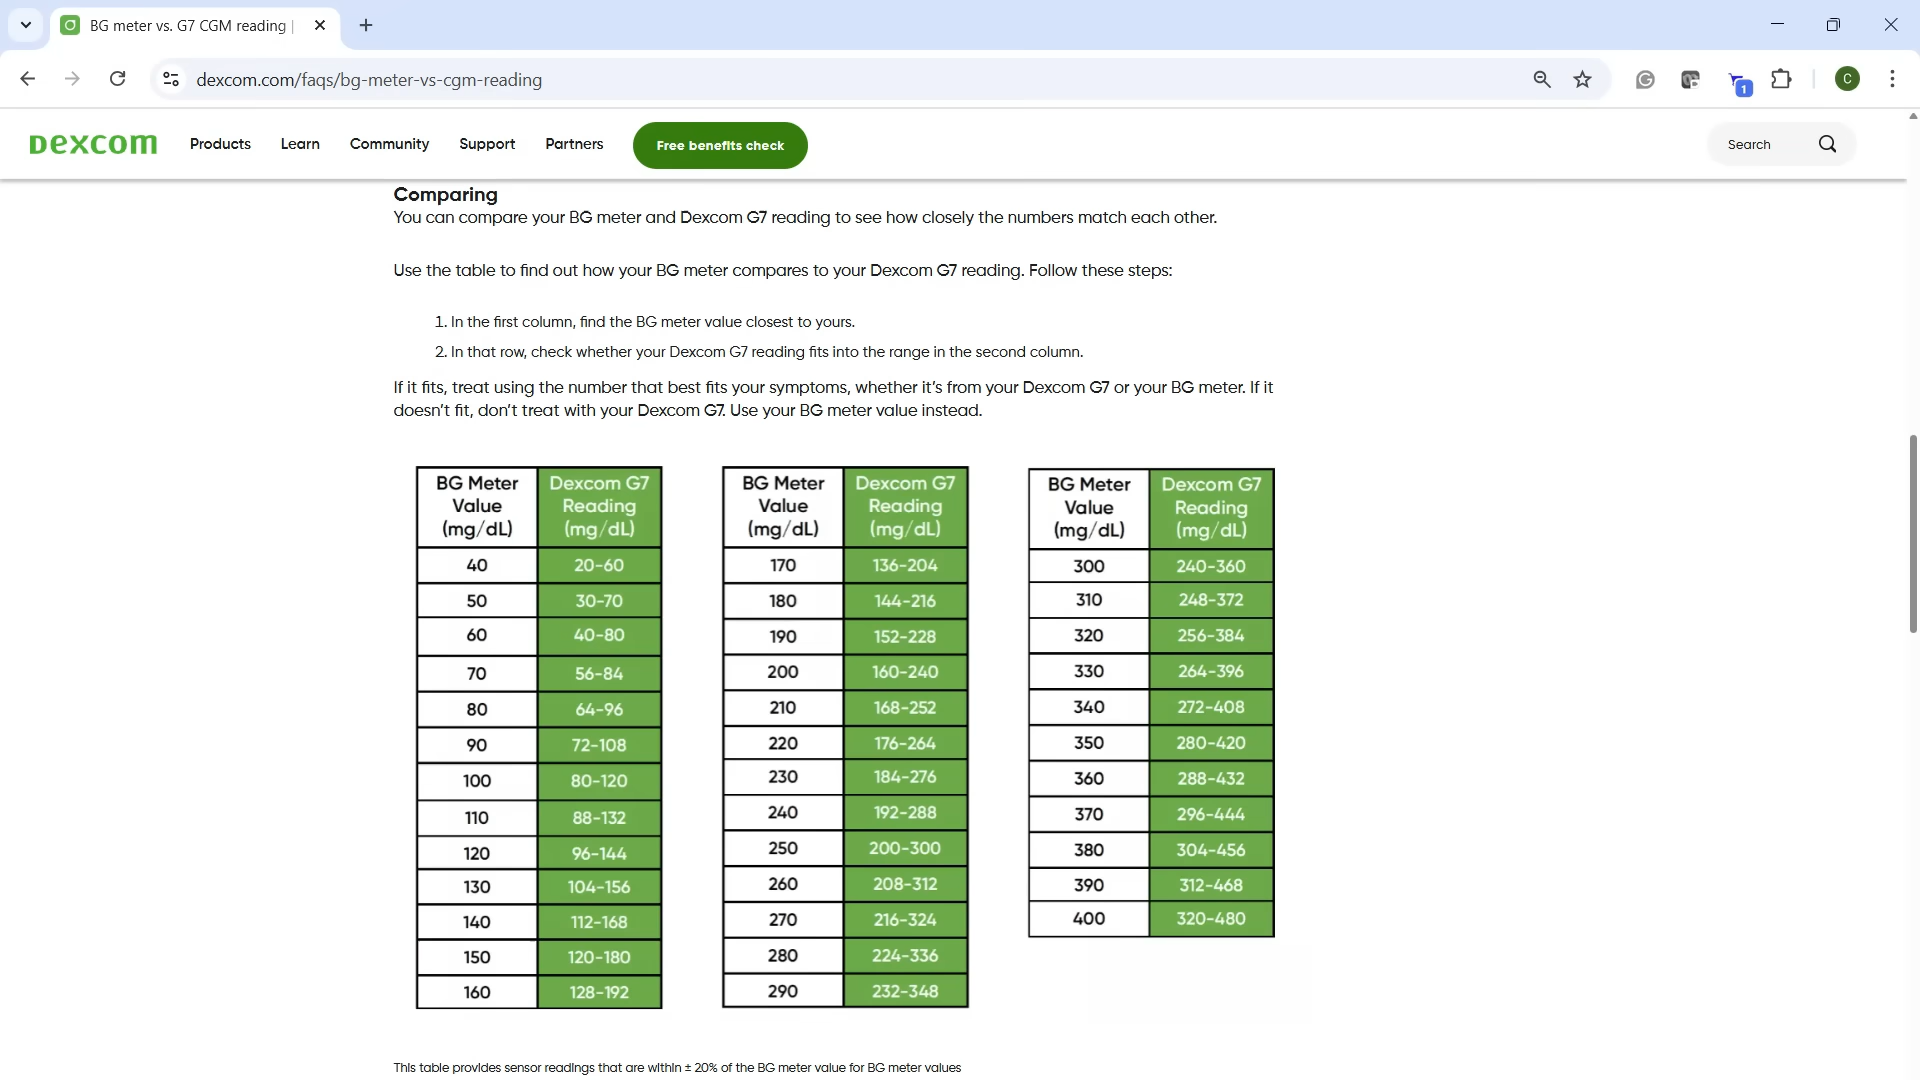 BG meter vs. G7 CGM reading |
dexcom.com/faqs/bg-meter-vs-cgm-reading
1
C
Dexcom
Products
Learn
Community
Support
Partners
Free benefits check
Search
Comparing
You can compare your BG meter and Dexcom G7 reading to see how closely the numbers match each other.
Use the table to find out how your BG meter compares to your Dexcom G7 reading. Follow these steps:
1. In the first column, find the BG meter value closest to yours.
2. In that row, check whether your Dexcom G7 reading fits into the range in the second column.
If it fits, treat using the number that best fits your symptoms, whether it’s from your Dexcom G7 or your BG meter. If it
doesn’t fit, don’t treat with your Dexcom G7. Use your BG meter value instead.
BG Meter Value (mg/dL) Dexcom G7 Reading (mg/dL)
40 20-60
50 30-70
60 40-80
70 56-84
80 64-96
90 72-108
100 80-120
110 88-132
120 96-144
130 104-156
140 112-168
150 120-180
160 128-192
BG Meter Value (mg/dL) Dexcom G7 Reading (mg/dL)
170 136-204
180 144-216
190 152-228
200 160-240
210 168-252
220 176-264
230 184-276
240 192-288
250 200-300
260 208-312
270 216-324
280 224-336
290 232-348
BG Meter Value (mg/dL) Dexcom G7 Reading (mg/dL)
300 240-360
310 248-372
320 256-384
330 264-396
340 272-408
350 280-420
360 288-432
370 296-444
380 304-456
390 312-468
400 320-480
This table provides sensor readings that are within ± 20% of the BG meter value for BG meter values